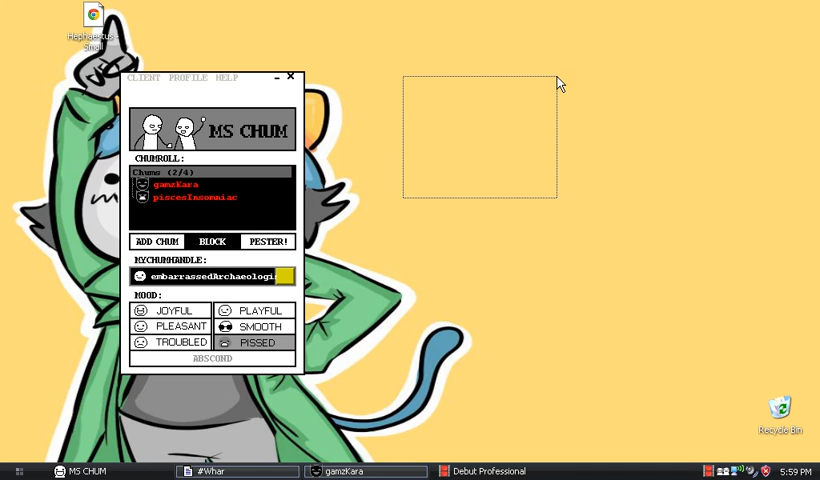 Hephaestus -
Small
CLIENT PROFILE HELP
MS CHUM
CHUMROLL:
Chums (2/4)
gamzKara
piscesInsomniac
ADD CHUM BLOCK PESTER!
MYCHUMHANDLE:
embarrassedArchaeologis
MOOD:
JOYFUL PLAYFUL
PLEASANT SMOOTH
TROUBLED PISSED
ABSCOND
Recycle Bin
MS CHUM #Whar gamzKara Debut Professional 5:59 PM